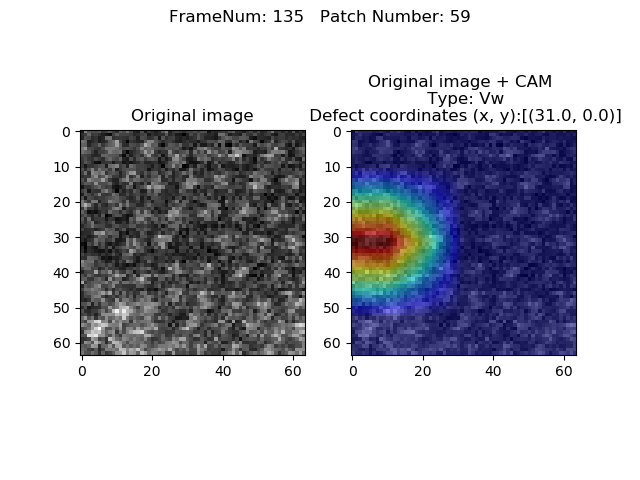 FrameNum: 135   Patch Number: 59
Original image
Original image + CAM
Type: Vw
Defect coordinates (x, y):[(31.0, 0.0)]
0
10
20
30
40
50
60
0 20 40 60
0
10
20
30
40
50
60
0 20 40 60